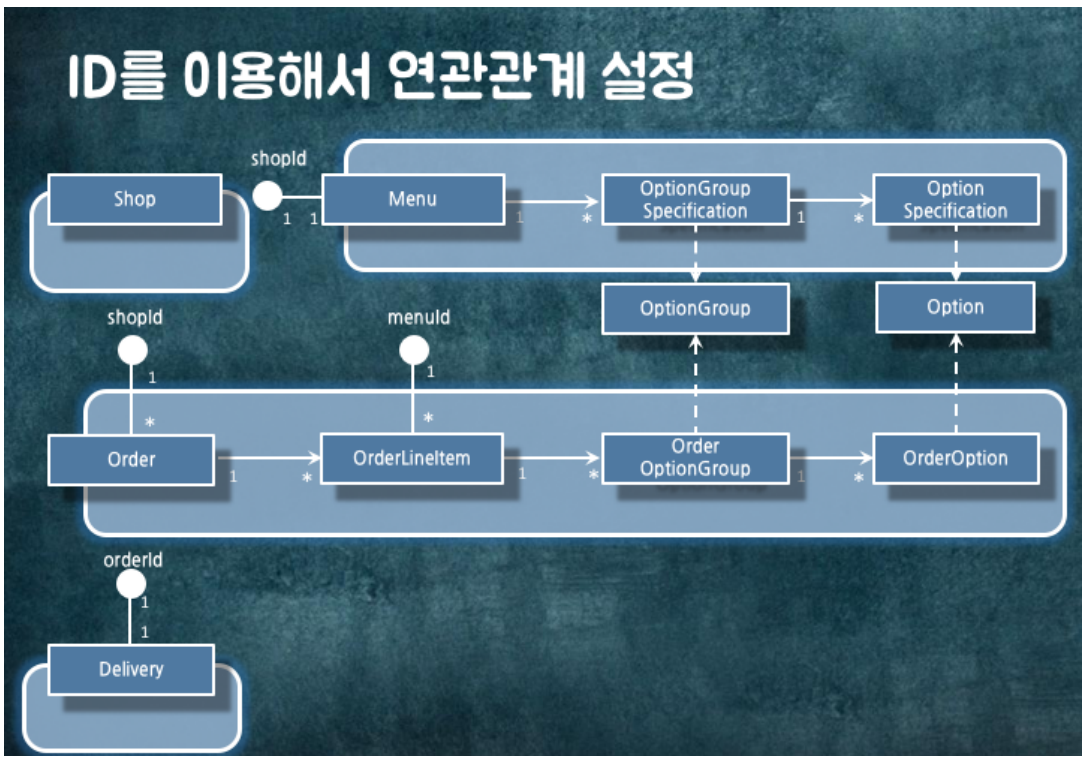 ID를 이용해서 연관관계 설정
shopId
Shop
1 1
Menu
1
*
OptionGroup
Specification
1
*
Option
Specification
OptionGroup
Option
shopId
1
*
menuId
1
*
Order
1
*
OrderLineItem
1
*
Order
OptionGroup
1
*
OrderOption
orderId
1
1
Delivery